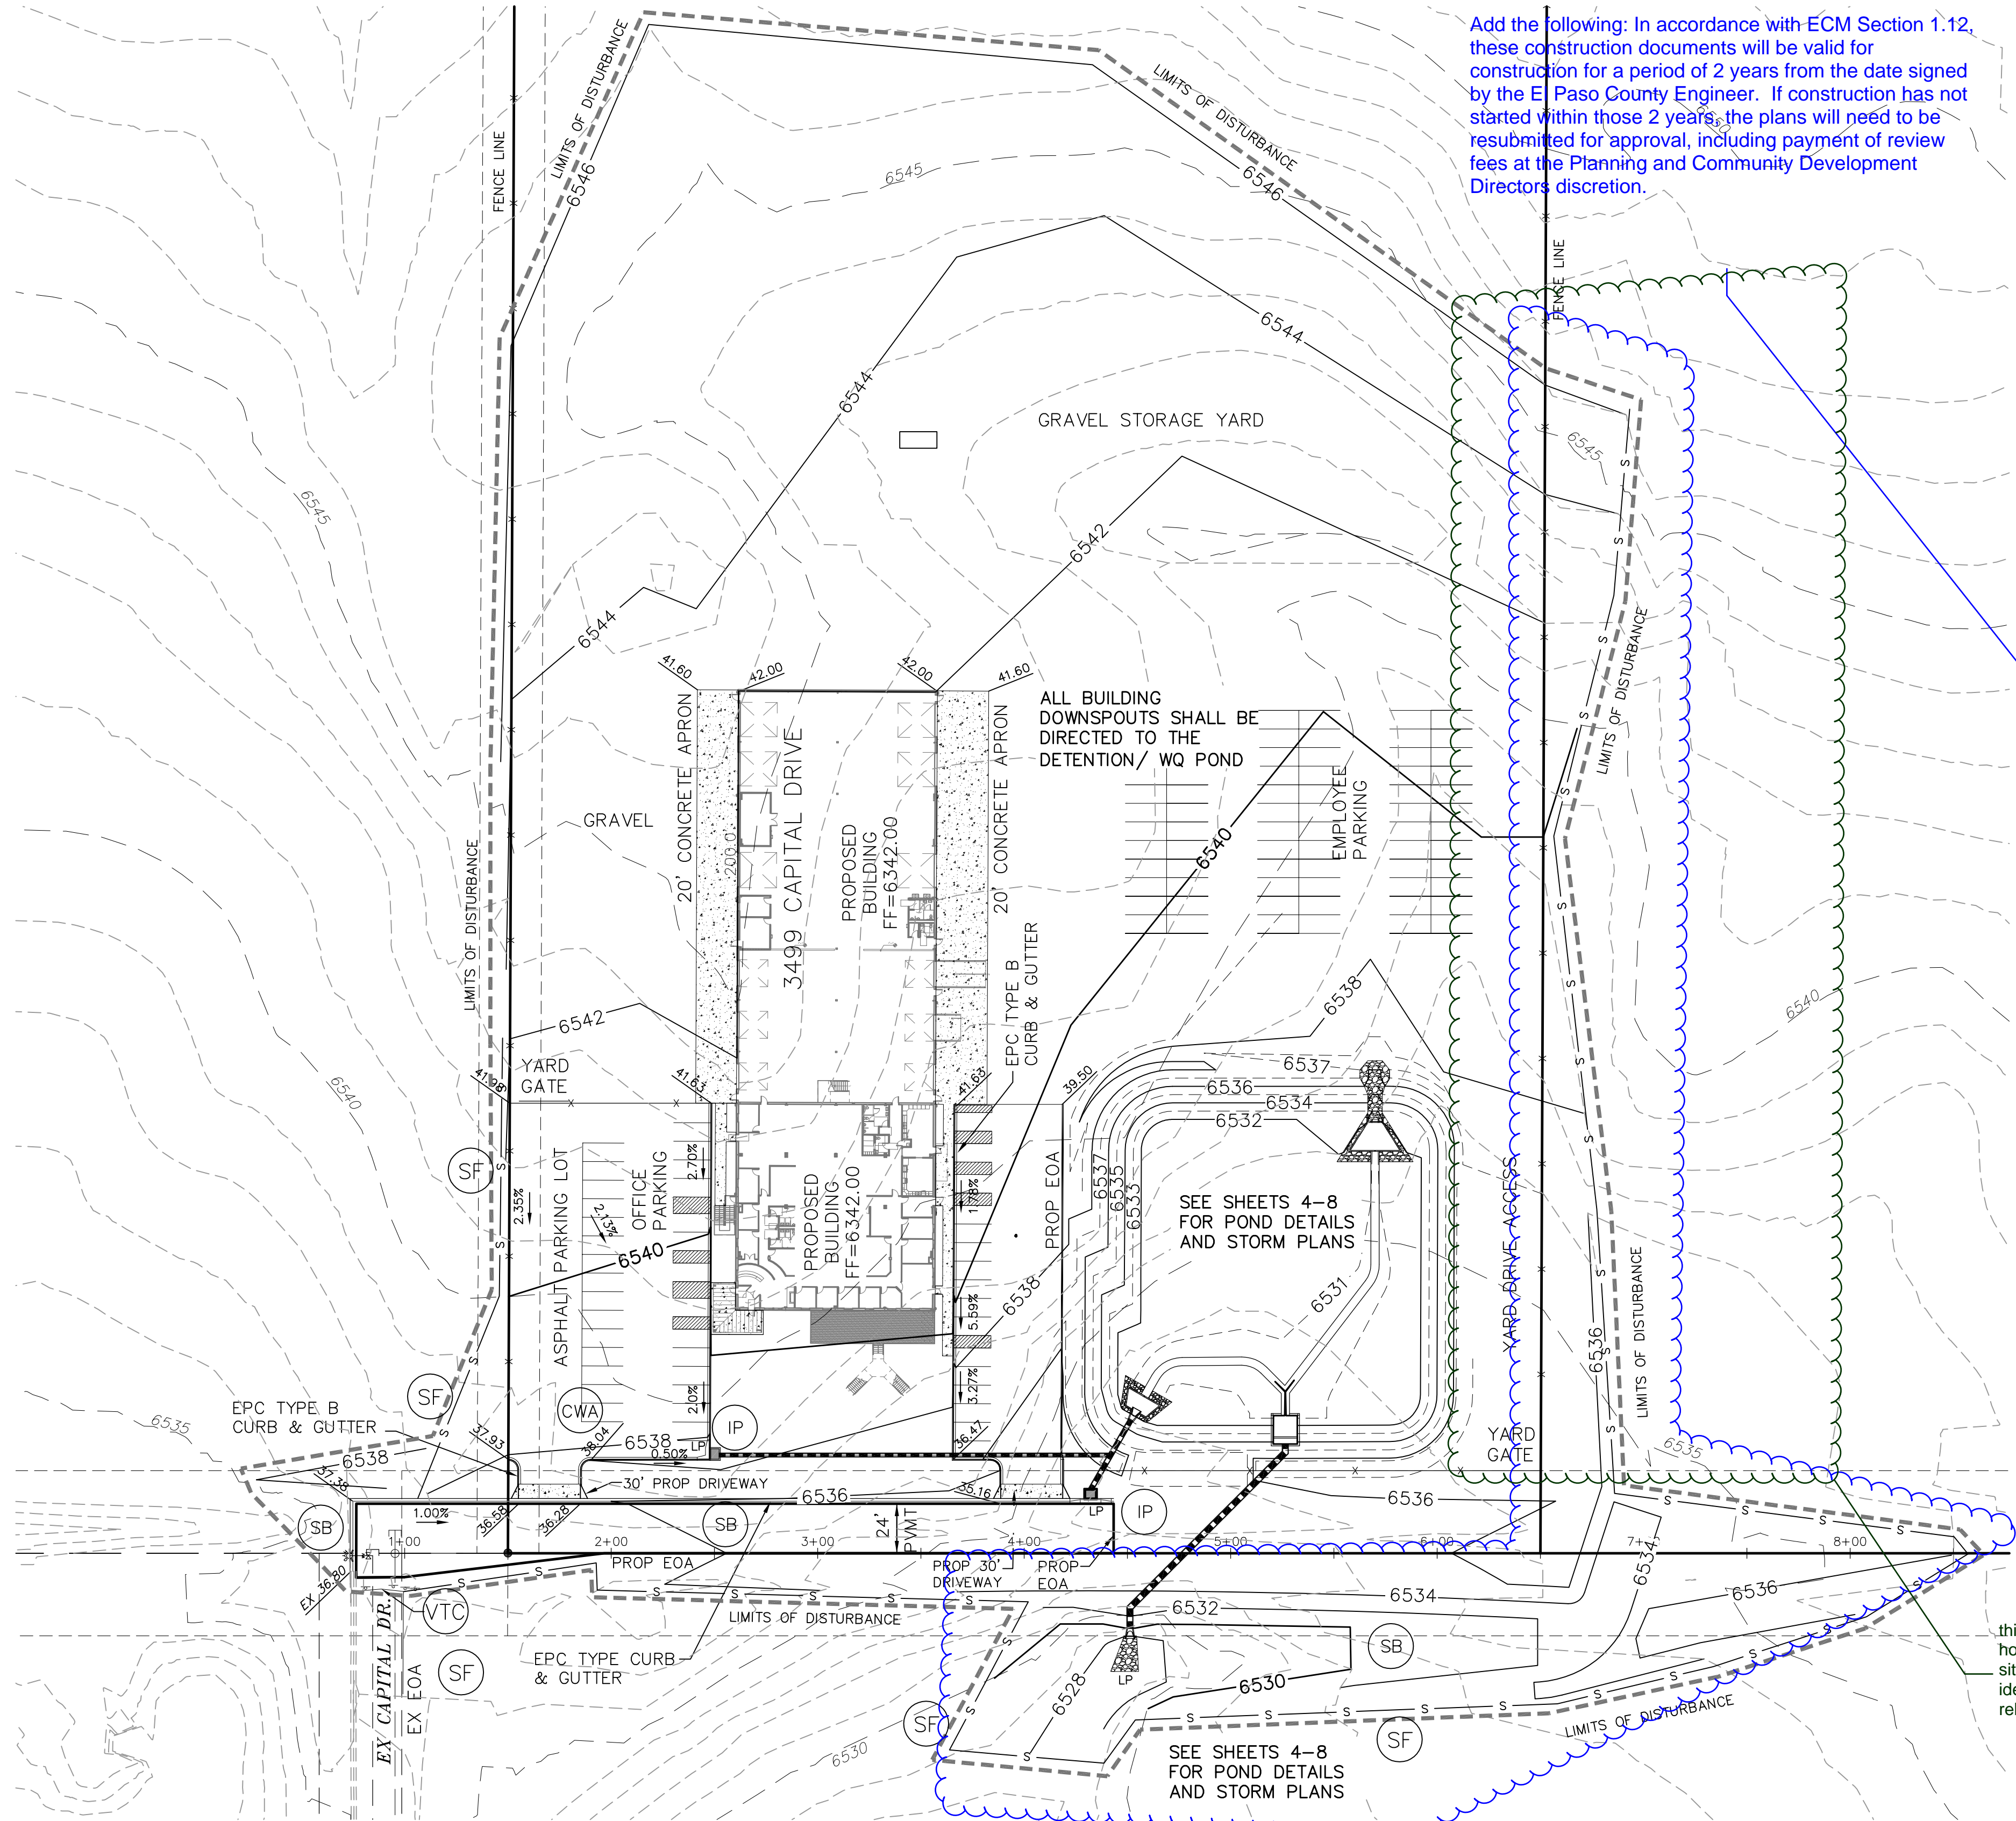 Add the following: In accordance with ECM Section 1.12,
these construction documents will be valid for
construction for a period of 2 years from the date signed
by the El Paso County Engineer.  If construction has not
started within those 2 years, the plans will need to be
resubmitted for approval, including payment of review
fees at the Planning and Community Development
Directors discretion.
LIMITS OF DISTURBANCE
LIMITS OF DISTURBANCE
FENCE LINE
6546
6545
6546
6550
FENCE LINE
6544
6544
GRAVEL STORAGE YARD
6545
6545
6542
6544
LIMITS OF DISTURBANCE
41.60
42.00
42.00
41.60
ALL BUILDING
DOWNSPOUTS SHALL BE
DIRECTED TO THE
DETENTION/ WQ POND
20' CONCRETE APRON
3499 CAPITAL DRIVE
200.0
PROPOSED
BUILDING
FF=6342.00
20' CONCRETE APRON
GRAVEL
EMPLOYEE
PARKING
6540
LIMITS OF DISTURBANCE
EPC TYPE B
CURB & GUTTER
6538
6540
6542
YARD
GATE
41.98
41.63
41.63
39.50
6540
6537
6536
6534
6532
SF
2.35%
ASPHALT PARKING LOT
2.13%
OFFICE
PARKING
2.70%
6540
PROPOSED
BUILDING
FF=6342.00
1.78%
PROP EOA
6537
6535
6533
SEE SHEETS 4-8
FOR POND DETAILS
AND STORM PLANS
6531
YARD DRIVE ACCESS
LIMITS OF DISTURBANCE
6538
5.59%
6536
3.27%
2.0%
SF
EPC TYPE B
CURB & GUTTER
6535
CWA
IP
37.93
38.04
36.47
YARD
GATE
6535
6538
6538
LP
0.50%
37.38
30' PROP DRIVEWAY
6536
35.16
6536
SB
1.00%
36.58
36.28
SB
24'
PVMT
LP
IP
1+00
2+00
3+00
4+00
5+00
6+00
7+
8+00
PROP EOA
PROP 30'
DRIVEWAY
PROP
EOA
6534
EX 36.80
VTC
EX CAPITAL DR.
EX EOA
LIMITS OF DISTURBANCE
6532
6534
6536
SF
EPC TYPE CURB
& GUTTER
SB
LP
6528
6530
SF
SF
LIMITS OF DISTURBANCE
6530
SEE SHEETS 4-8
FOR POND DETAILS
AND STORM PLANS